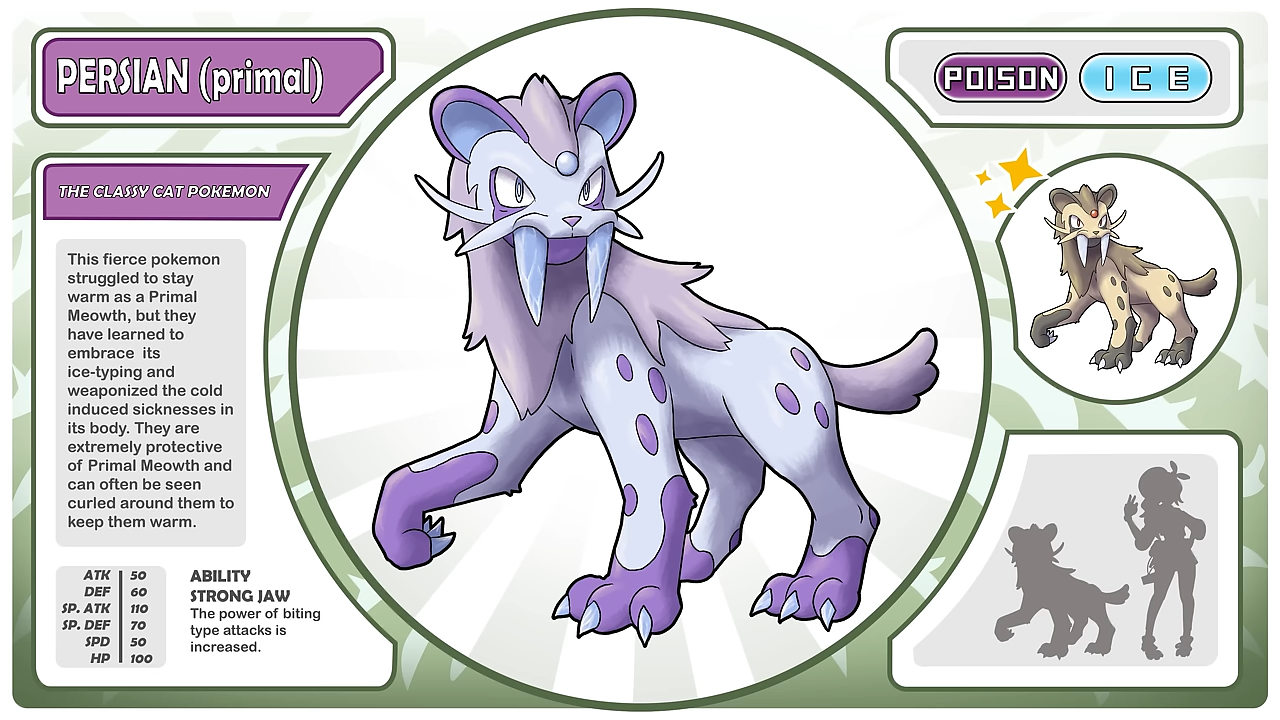 PERSIAN (primal)
POISON
ICE
THE CLASSY CAT POKEMON
This fierce pokemon
struggled to stay
warm as a Primal
Meowth, but they
have learned to
embrace its
ice-typing and
weaponized the cold
induced sicknesses in
its body. They are
extremely protective
of Primal Meowth and
can often be seen
curled around them to
keep them warm.
ATK 50
DEF 60
SP. ATK 110
SP. DEF 70
SPD 50
HP 100
ABILITY
STRONG JAW
The power of biting
type attacks is
increased.